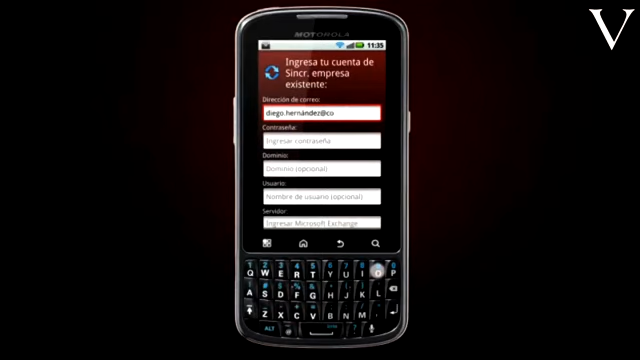 V
MOTOROLA
11:35
Ingresa tu cuenta de
Sincr. empresa
existente:
Dirección de correo:
diego.hernández@co
Contraseña:
Ingresar contraseña
Dominio:
Dominio (opcional)
Usuario:
Nombre de usuario (opcional)
Servidor:
Ingresar Microsoft Exchange
Q W E R T Y U I O P
A S D F G H J K L
Z X C V B N M
ALT @ ?